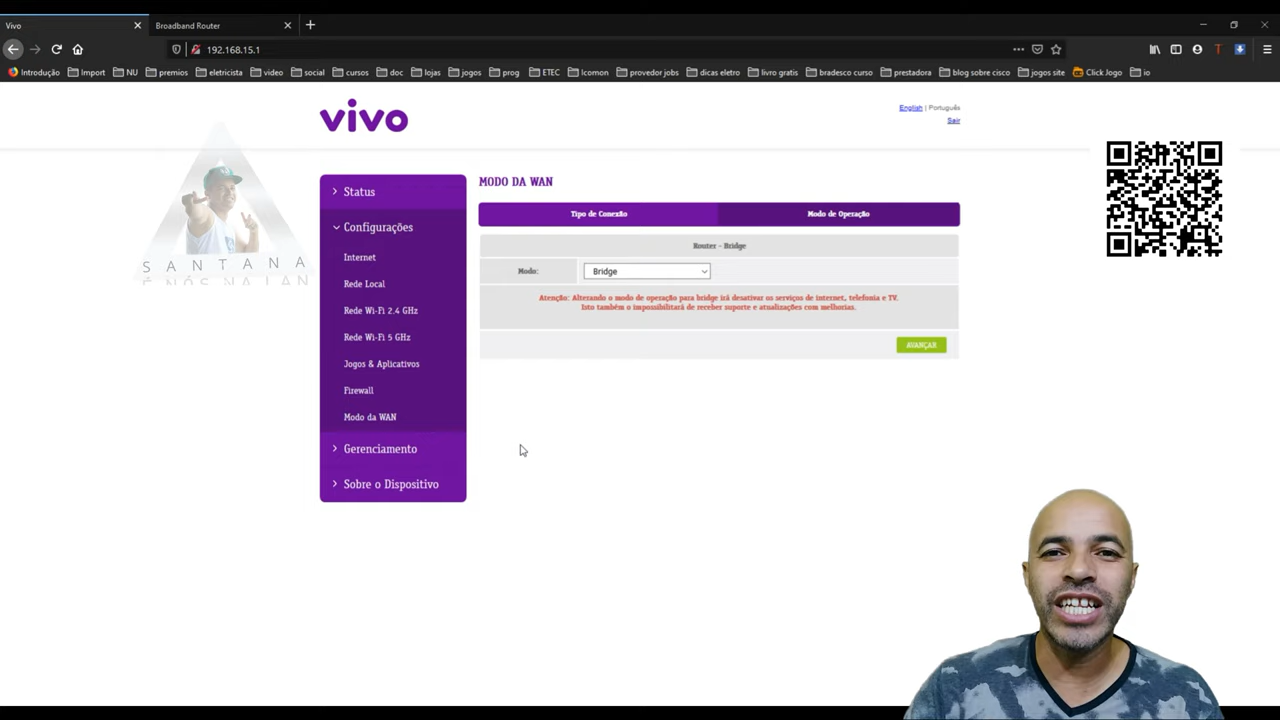 Vivo
Broadband Router
192.168.15.1
Introdução Import NU premios eletricista video social cursos doc lojas jogos prog ETEC Icomon provedor jobs dicas eletro livro gratis bradesco curso prestadora blog sobre cisco jogos site Click Jogo io
vivo
English | Português
Sair
SANTANA
É NÓS NA LAN
Status
Configurações
Internet
Rede Local
Rede Wi-Fi 2.4 GHz
Rede Wi-Fi 5 GHz
Jogos & Aplicativos
Firewall
Modo da WAN
Gerenciamento
Sobre o Dispositivo
MODO DA WAN
Tipo de Conexão
Modo de Operação
Router - Bridge
Modo: Bridge
Atenção: Alterando o modo de operação para bridge irá desativar os serviços de internet, telefonia e TV.
Isto também o impossibilitará de receber suporte e atualizações com melhorias.
AVANÇAR